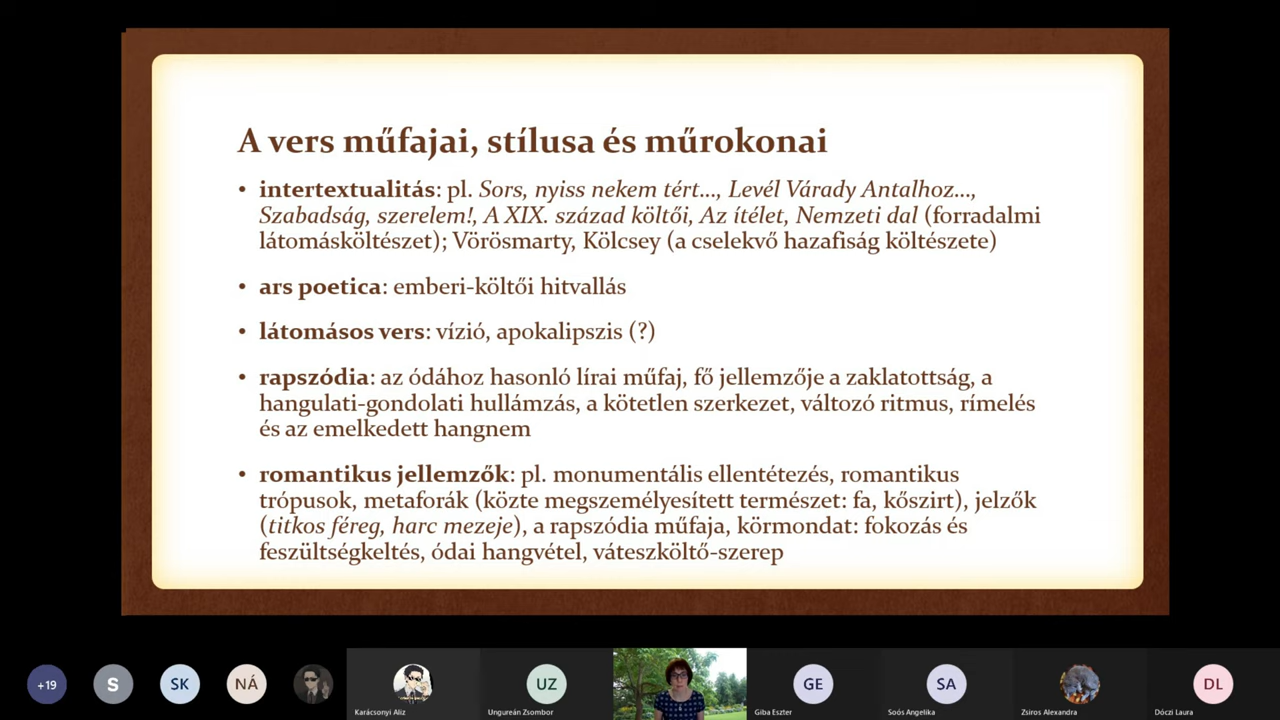 A vers műfajai, stílusa és műrokonai
• intertextualitás: pl. Sors, nyiss nekem tért..., Levél Várady Antalhoz...,
Szabadság, szerelem!, A XIX. század költői, Az ítélet, Nemzeti dal (forradalmi
látomásköltészet); Vörösmarty, Kölcsey (a cselekvő hazafiság költészete)
• ars poetica: emberi-költői hitvallás
• látomásos vers: vízió, apokalipszis (?)
• rapszódia: az ódához hasonló lírai műfaj, fő jellemzője a zaklatottság, a
hangulati-gondolati hullámzás, a kötetlen szerkezet, változó ritmus, rímelés
és az emelkedett hangnem
• romantikus jellemzők: pl. monumentális ellentétezés, romantikus
trópusok, metaforák (közte megszemélyesített természet: fa, kőszirt), jelzők
(titkos féreg, harc mezeje), a rapszódia műfaja, körmondat: fokozás és
feszültségkeltés, ódai hangvétel, váteszköltő-szerep
+19 S SK NÁ UZ GE SA DL
Karácsonyi Aliz Ungureán Zsombor Giba Eszter Soós Angelika Zsiros Alexandra Dóczi Laura